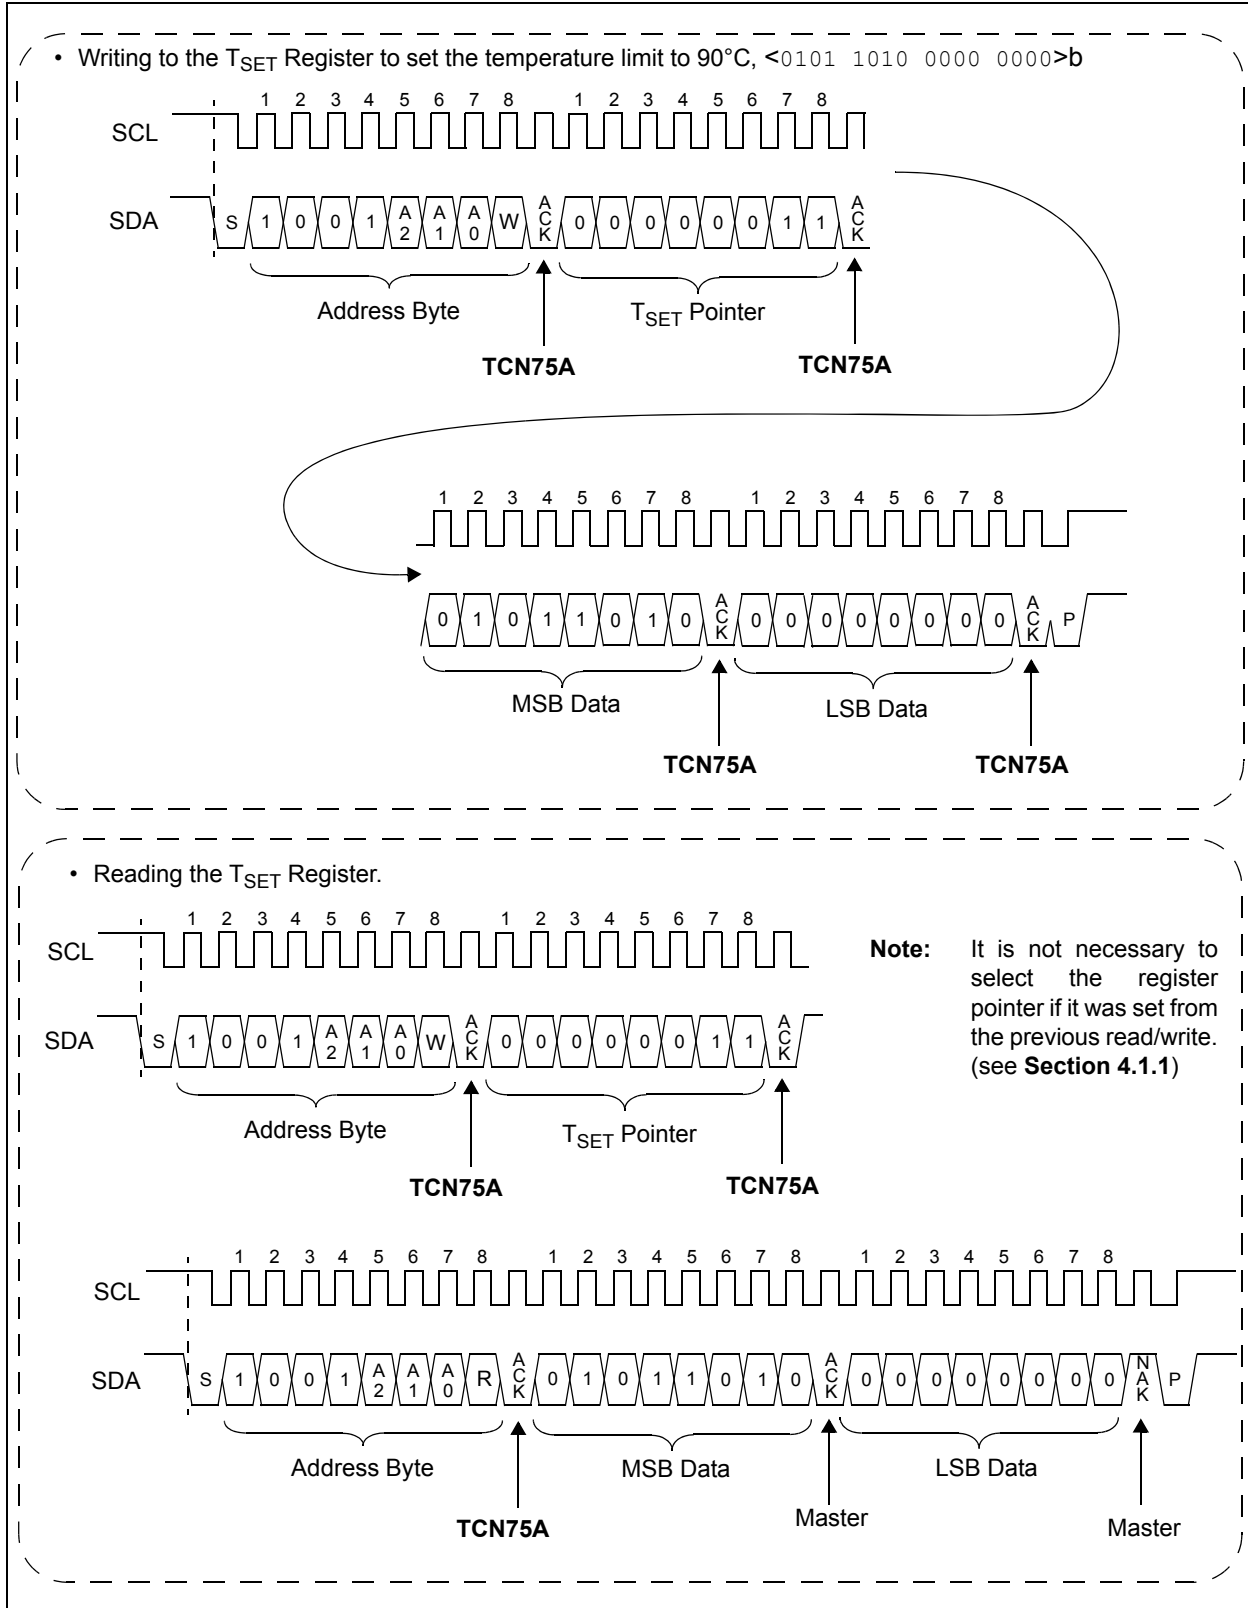 • Writing to the TSET Register to set the temperature limit to 90°C, <0101 1010 0000 0000>b
1 2 3 4 5 6 7 8 1 2 3 4 5 6 7 8
SCL
SDA S 1 0 0 1 A2 A1 A0 W ACK 0 0 0 0 0 0 1 1 ACK
Address Byte TSET Pointer
TCN75A TCN75A
1 2 3 4 5 6 7 8 1 2 3 4 5 6 7 8
0 1 0 1 1 0 1 0 ACK 0 0 0 0 0 0 0 0 ACK P
MSB Data LSB Data
TCN75A TCN75A
• Reading the TSET Register.
1 2 3 4 5 6 7 8 1 2 3 4 5 6 7 8
SCL
SDA S 1 0 0 1 A2 A1 A0 W ACK 0 0 0 0 0 0 1 1 ACK
Address Byte TSET Pointer
TCN75A TCN75A
Note: It is not necessary to
select the register
pointer if it was set from
the previous read/write.
(see Section 4.1.1)
1 2 3 4 5 6 7 8 1 2 3 4 5 6 7 8 1 2 3 4 5 6 7 8
SCL
SDA S 1 0 0 1 A2 A1 A0 R ACK 0 1 0 1 1 0 1 0 ACK 0 0 0 0 0 0 0 0 NAK P
Address Byte MSB Data LSB Data
TCN75A Master Master